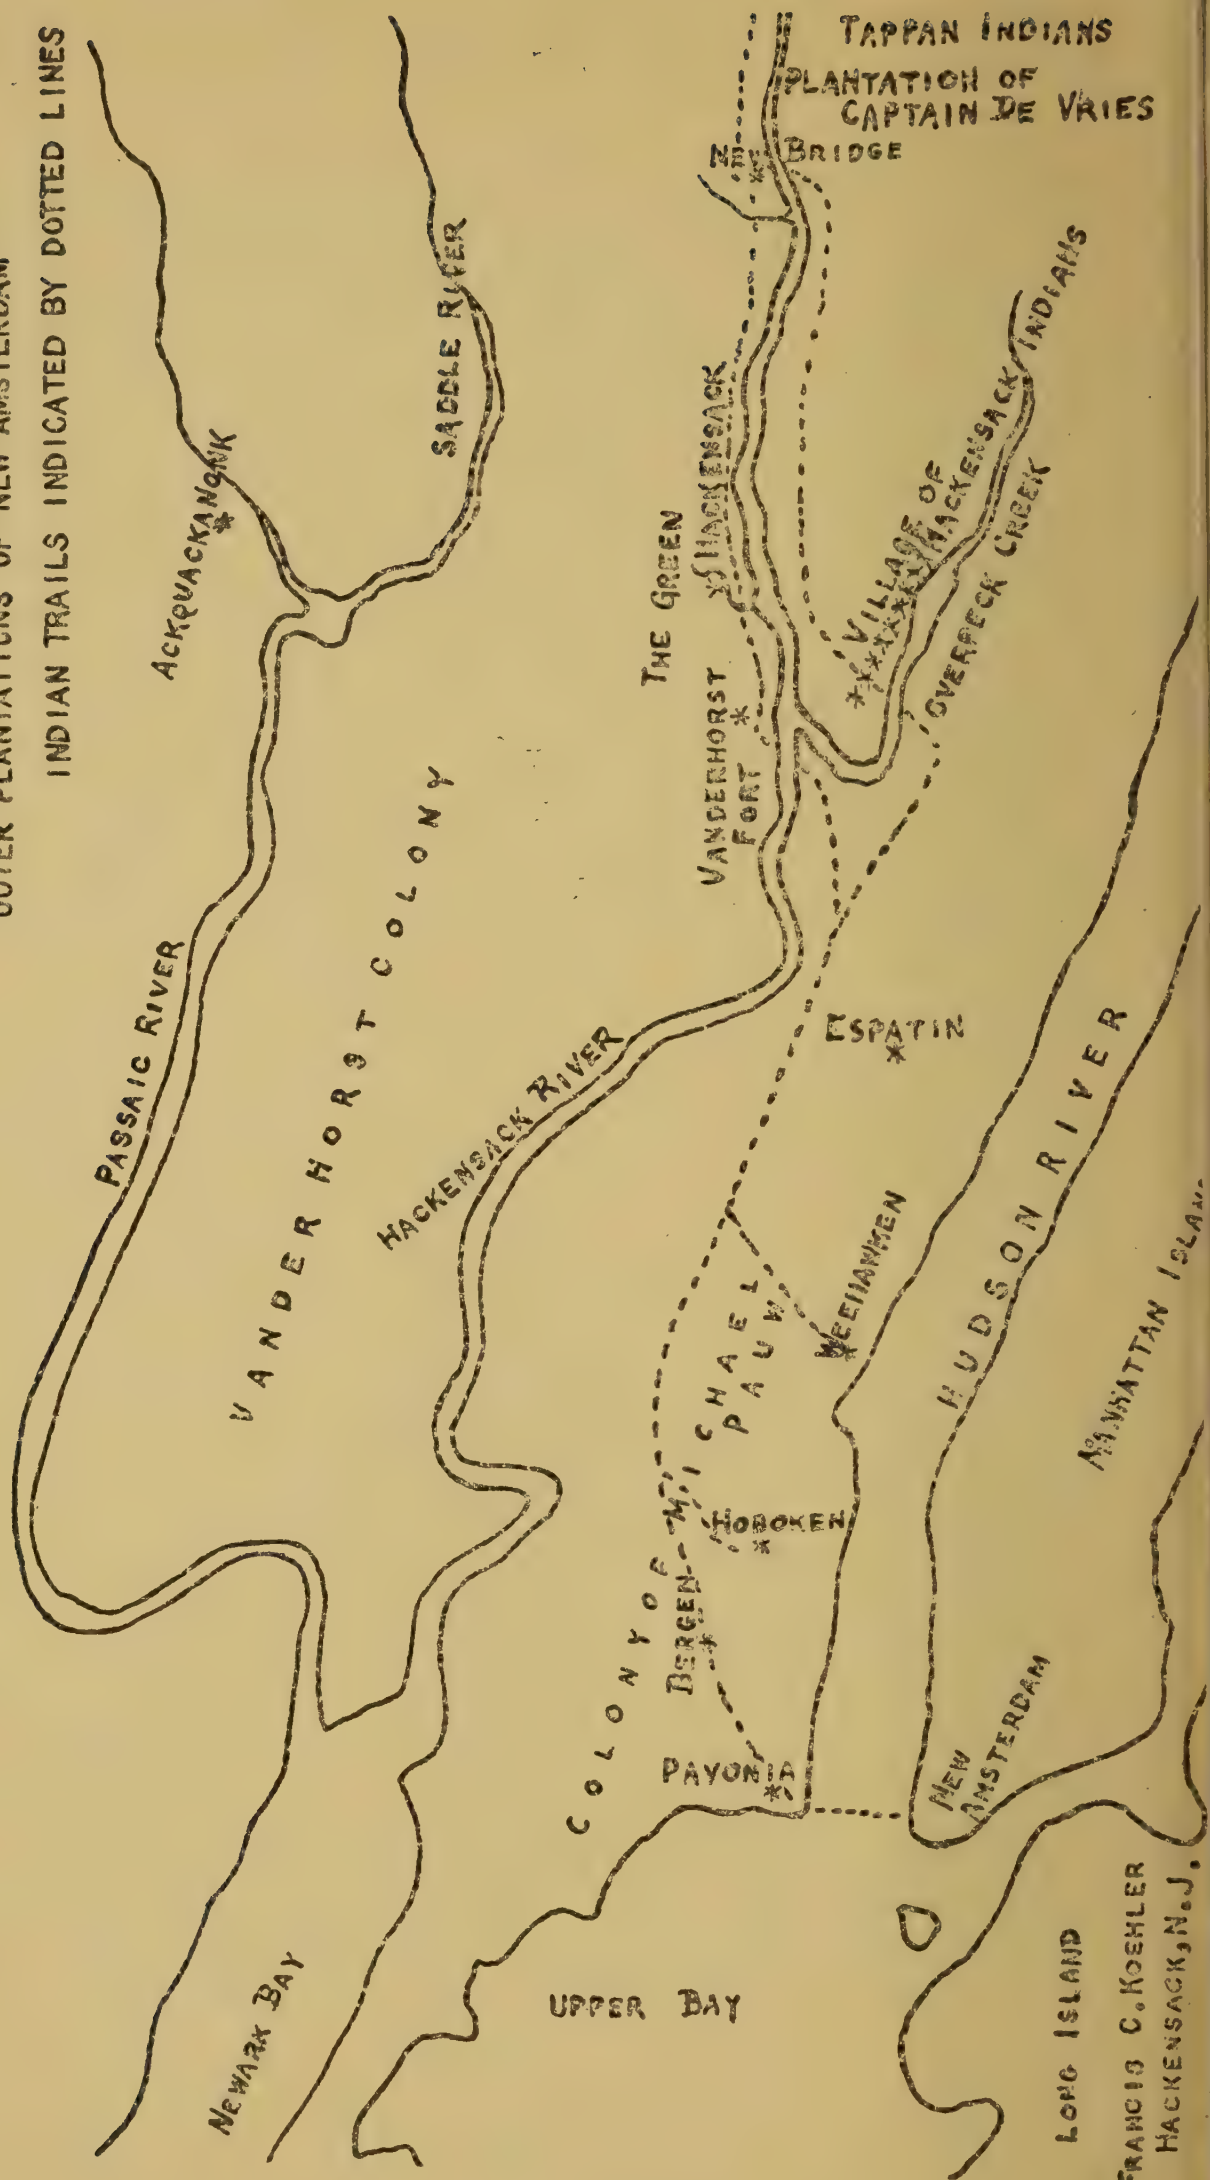 OUTER PLANTATIONS OF NEW AMSTERDAM
INDIAN TRAILS INDICATED BY DOTTED LINES
TAPPAN INDIANS
PLANTATION OF
CAPTAIN DE VRIES
BRIDGE
SADDLE RIVER
ACKQUACKANONK
THE GREEN
HACKENSACK
VILLAGE OF
HACKENSACK INDIANS
OVERPECK CREEK
VANDERHORST
FORT
PASSAIC RIVER
VANDERHORST COLONY
HACKENSACK RIVER
ESPATIN
HUDSON RIVER
WEEHAWKEN
MANHATTAN
COLONY OF MICHAEL
PAUW
HOBOKEN
BERGEN
PAVONIA
NEW
AMSTERDAM
NEWARK BAY
UPPER BAY
LONG ISLAND
FRANCIS C. KOEHLER
HACKENSACK, N.J.